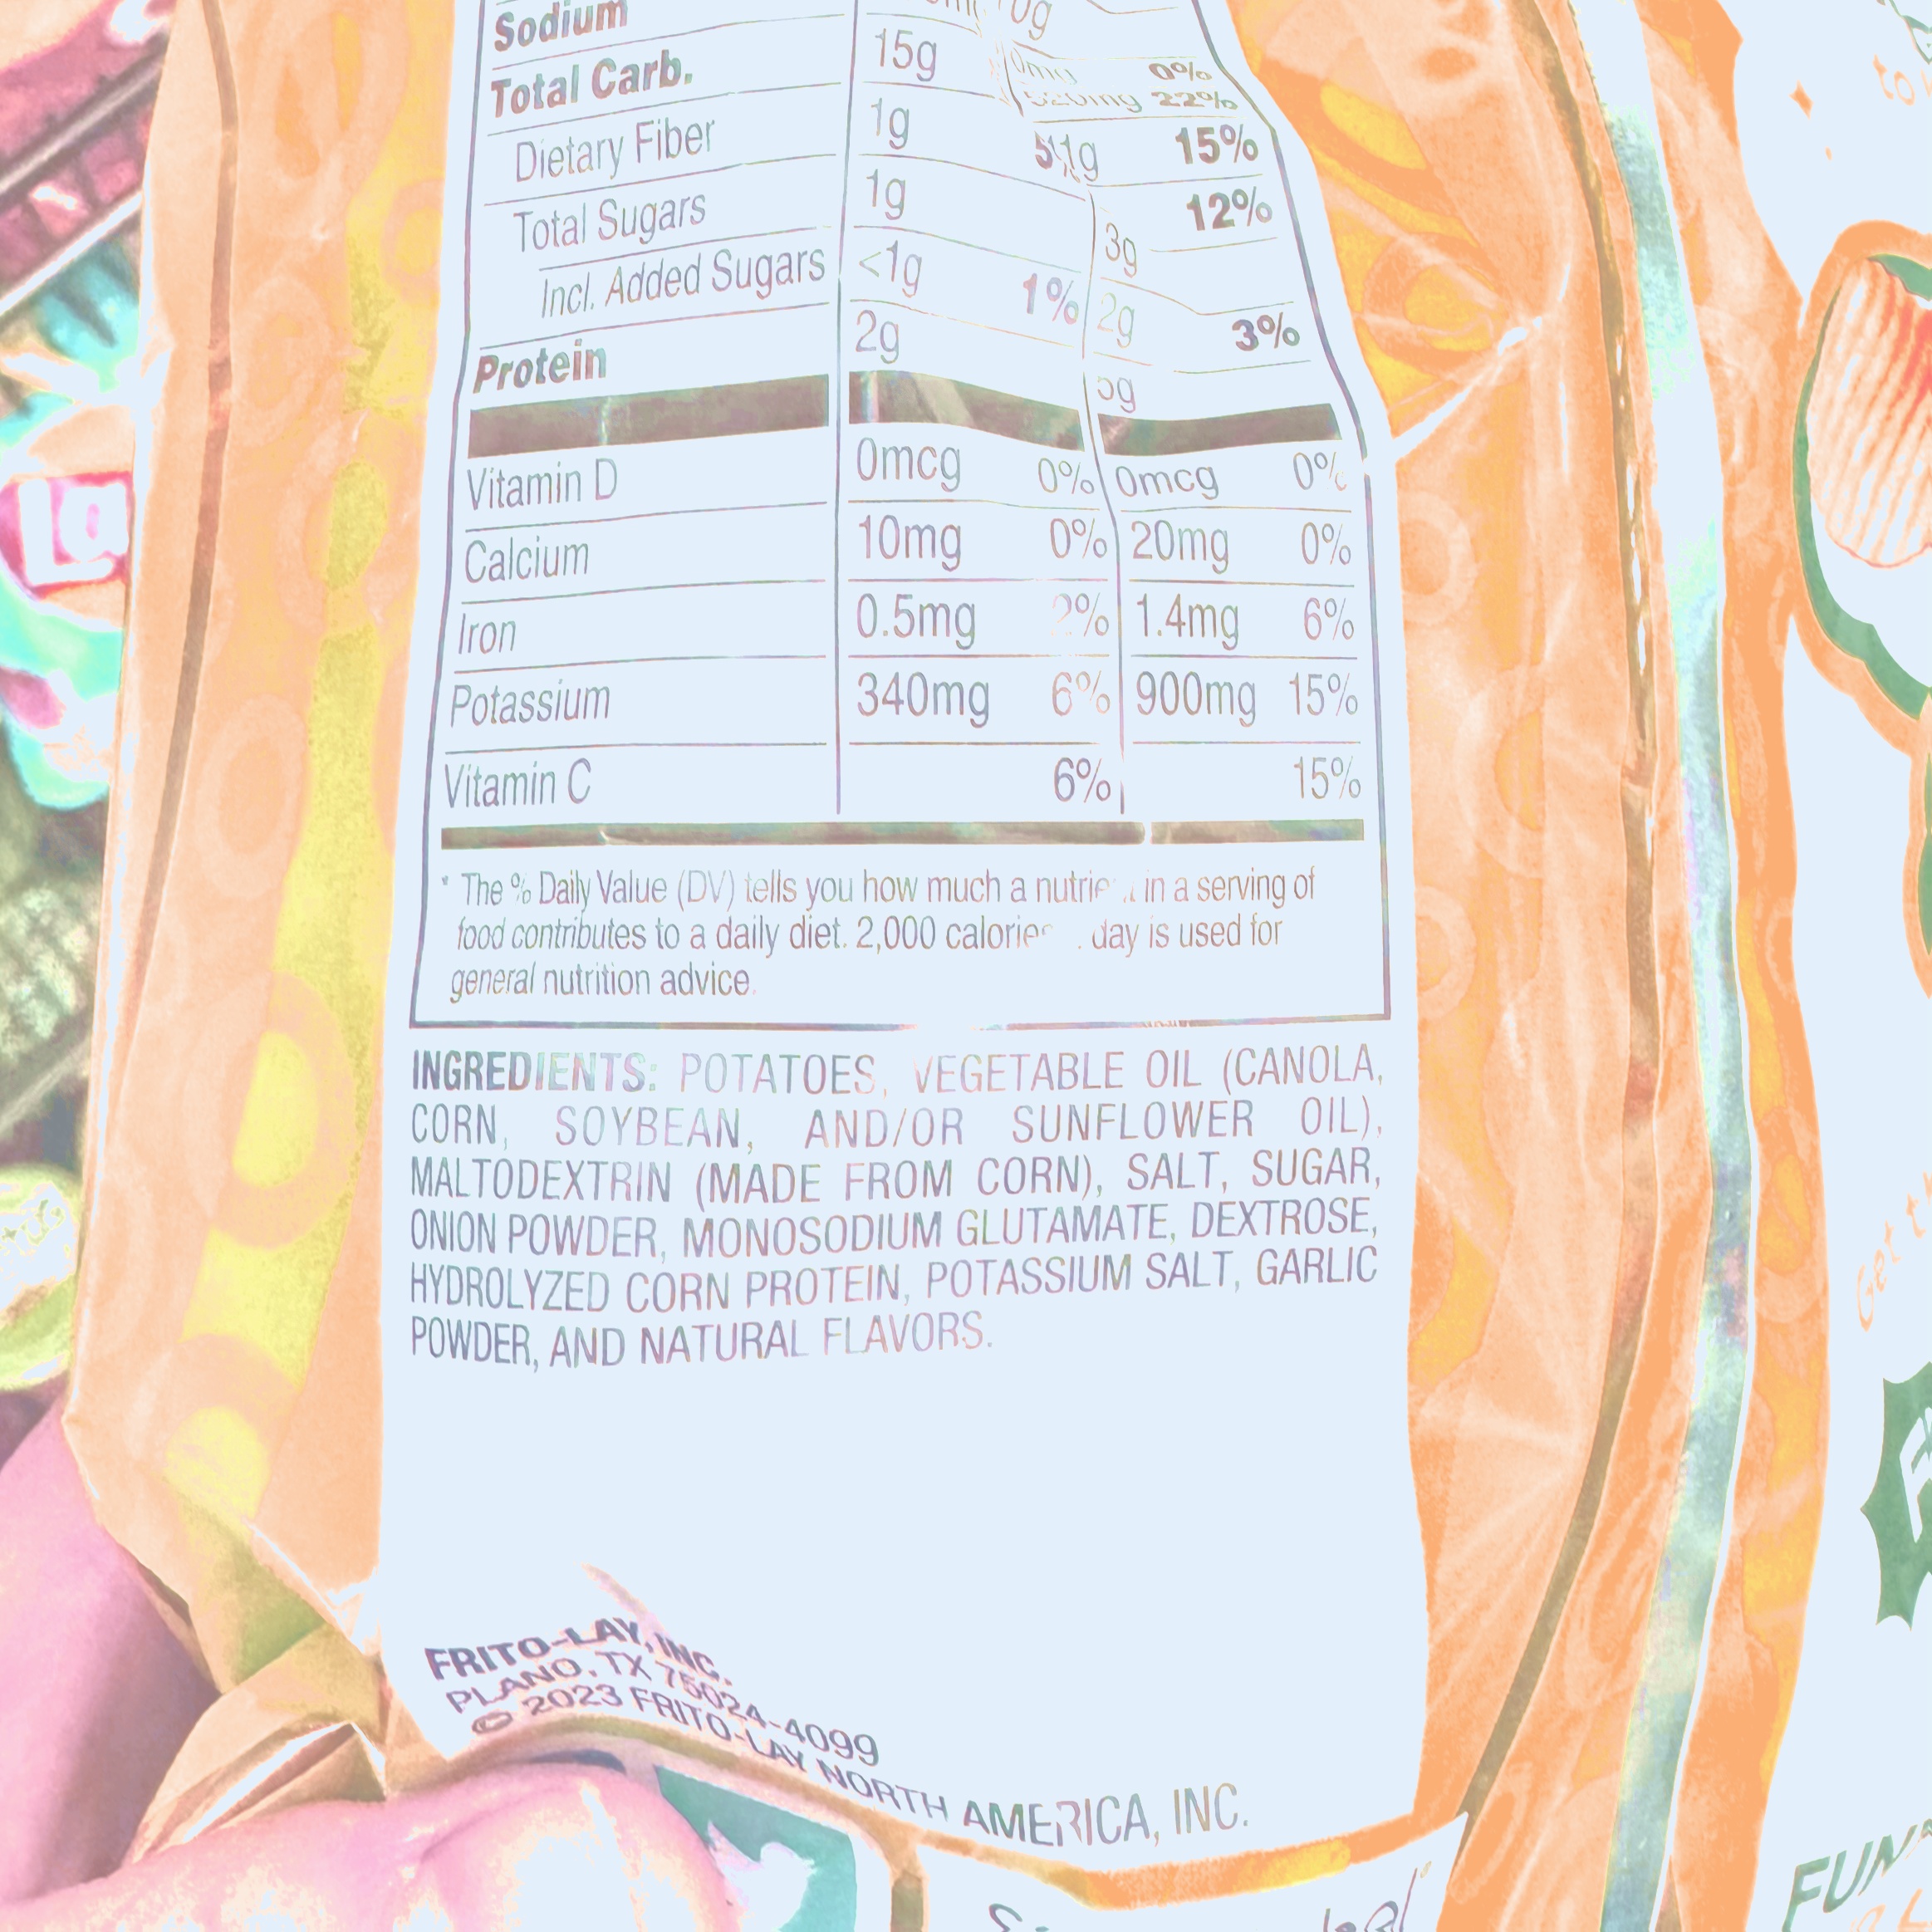 Sodium
0g
Total Carb. 15g
0mg 0%
520mg 22%
Dietary Fiber 1g 15%
Total Sugars 1g 12%
3g
Incl. Added Sugars <1g 1% 2g 3%
Protein 2g 5g
Vitamin D 0mcg 0% 0mcg 0%
Calcium 10mg 0% 20mg 0%
Iron 0.5mg 2% 1.4mg 6%
Potassium 340mg 6% 900mg 15%
Vitamin C 6% 15%
* The % Daily Value (DV) tells you how much a in a serving of
food contributes to a daily diet. 2,000 day is used for
general nutrition advice.
INGREDIENTS: POTATOES, VEGETABLE OIL (CANOLA,
CORN, SOYBEAN, AND/OR SUNFLOWER OIL),
MALTODEXTRIN (MADE FROM CORN), SALT, SUGAR,
ONION POWDER, MONOSODIUM GLUTAMATE, DEXTROSE,
HYDROLYZED CORN PROTEIN, POTASSIUM SALT, GARLIC
POWDER, AND NATURAL FLAVORS.
FRITO-LAY, INC.
PLANO, TX 75024-4099
© 2023 FRITO-LAY NORTH AMERICA, INC.
to
Get